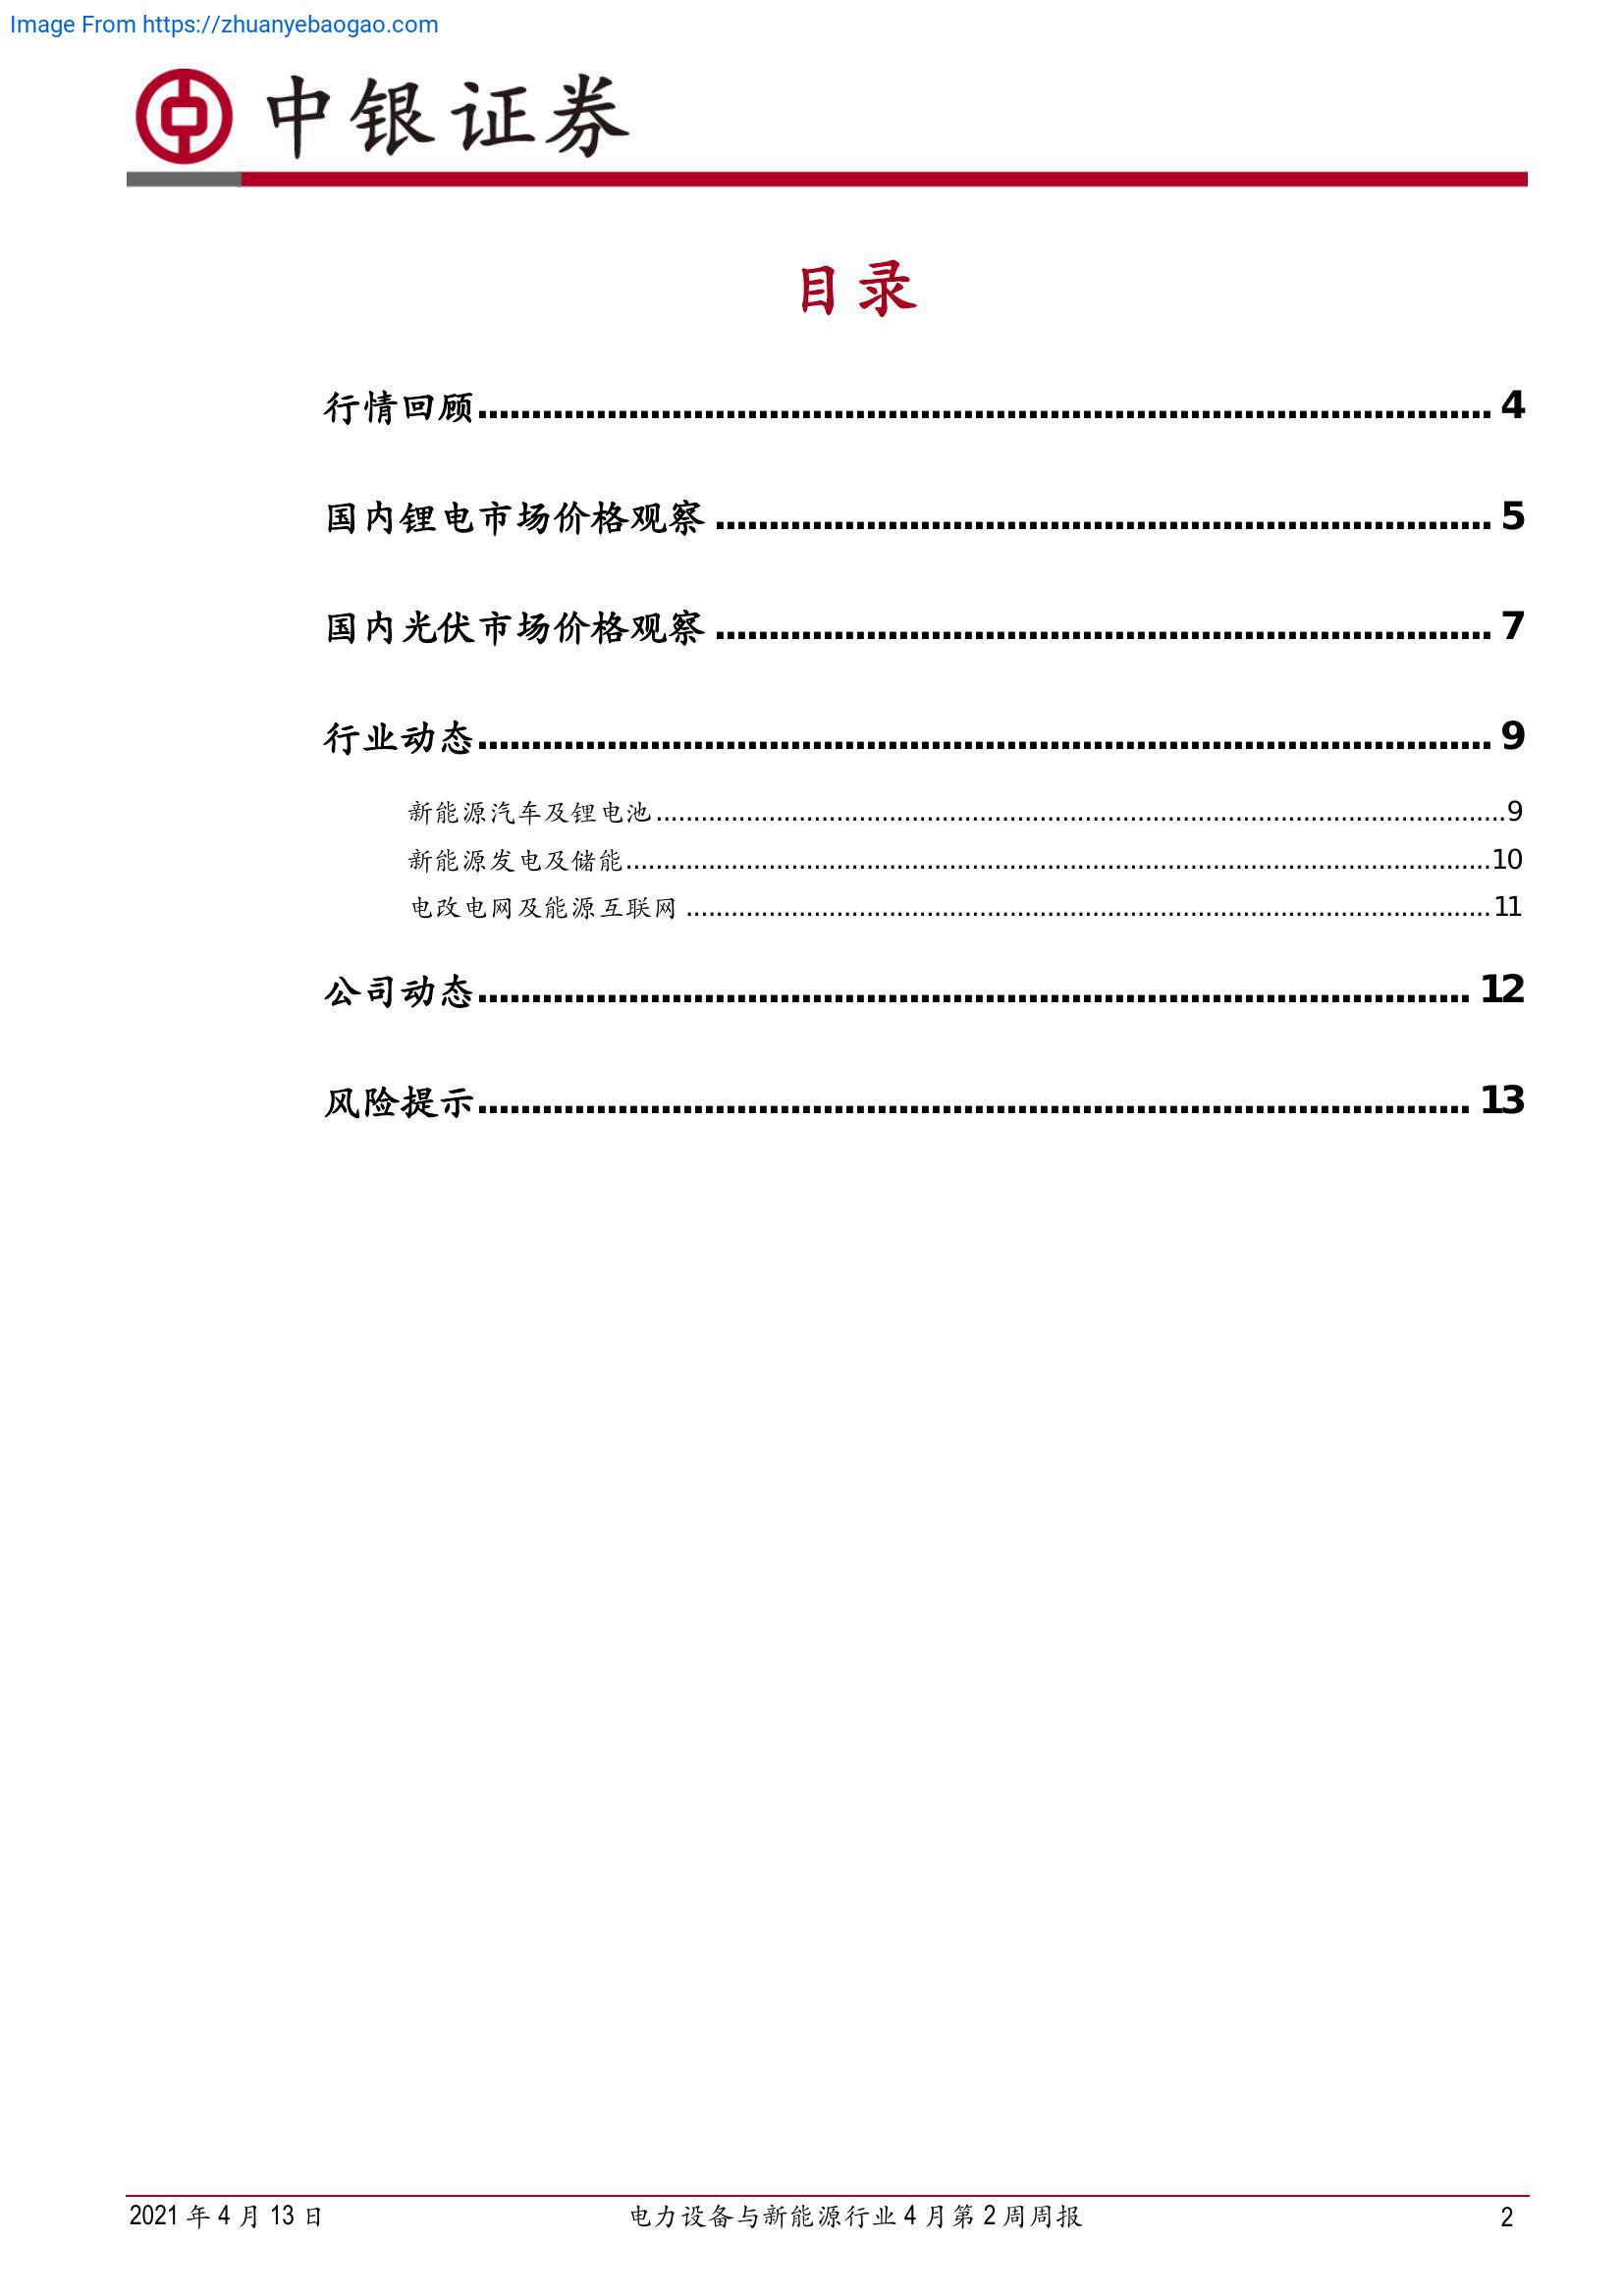 Image From https://zhuanyebaogao.com
中银证券
目录
行情回顾 4
国内锂电市场价格观察 5
国内光伏市场价格观察 7
行业动态 9
新能源汽车及锂电池 9
新能源发电及储能 10
电改电网及能源互联网 11
公司动态 12
风险提示 13
2021 年 4 月 13 日 电力设备与新能源行业 4 月第 2 周周报 2